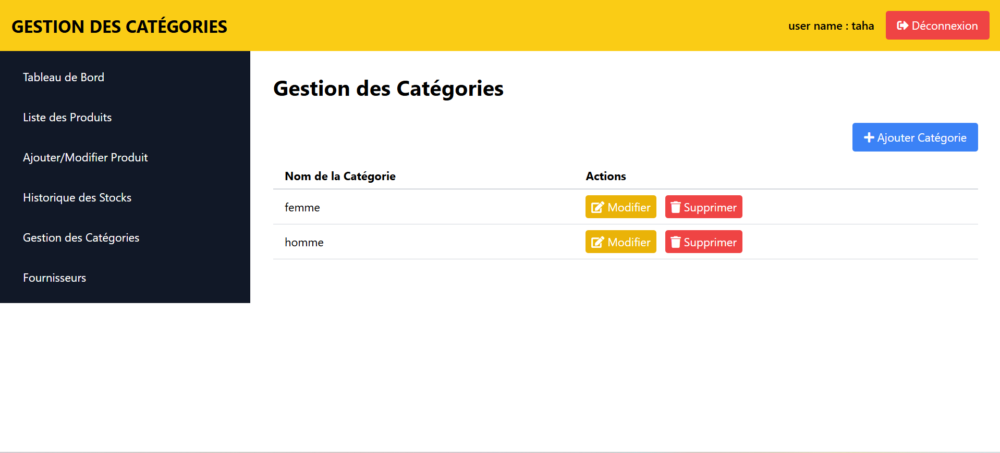 GESTION DES CATÉGORIES
user name : taha
Déconnexion
Tableau de Bord
Liste des Produits
Ajouter/Modifier Produit
Historique des Stocks
Gestion des Catégories
Fournisseurs
Gestion des Catégories
Ajouter Catégorie
Nom de la Catégorie Actions
femme Modifier Supprimer
homme Modifier Supprimer